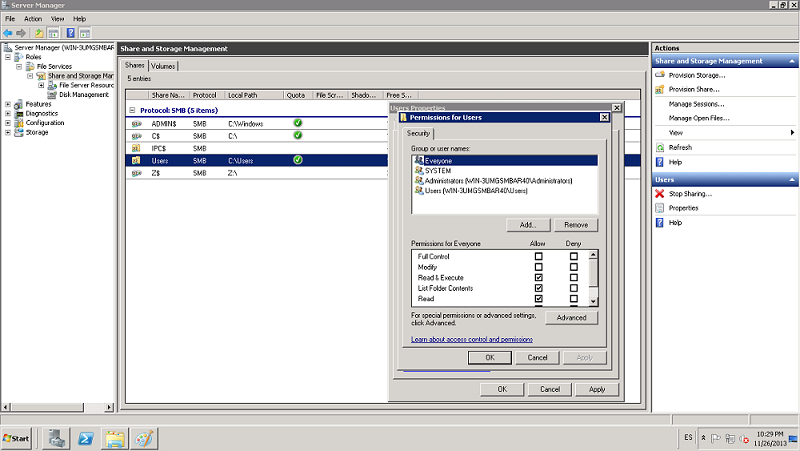 Server Manager
File Action View Help
Server Manager (WIN-3UMGSMBAR
Roles
File Services
Share and Storage Mar
File Server Resourc
Disk Management
Features
Diagnostics
Configuration
Storage
Share and Storage Management
Shares Volumes
5 entries
Share Na... Protocol Local Path Quota File Scr... Shado... Free S...
Protocol: SMB (5 items)
ADMIN$ SMB C:\Windows
C$ SMB C:\
IPC$ SMB
Users SMB C:\Users
Z$ SMB Z:\
Users Properties
Permissions for Users
Security
Group or user names:
Everyone
SYSTEM
Administrators (WIN-3UMGSMBAR40\Administrators)
Users (WIN-3UMGSMBAR40\Users)
Add... Remove
Permissions for Everyone Allow Deny
Full Control
Modify
Read & Execute
List Folder Contents
Read
For special permissions or advanced settings,
click Advanced.
Advanced
Learn about access control and permissions
OK Cancel Apply
OK Cancel Apply
Actions
Share and Storage Management
Provision Storage...
Provision Share...
Manage Sessions...
Manage Open Files...
View
Refresh
Help
Users
Stop Sharing...
Properties
Help
Start
ES
10:29 PM
11/26/2013